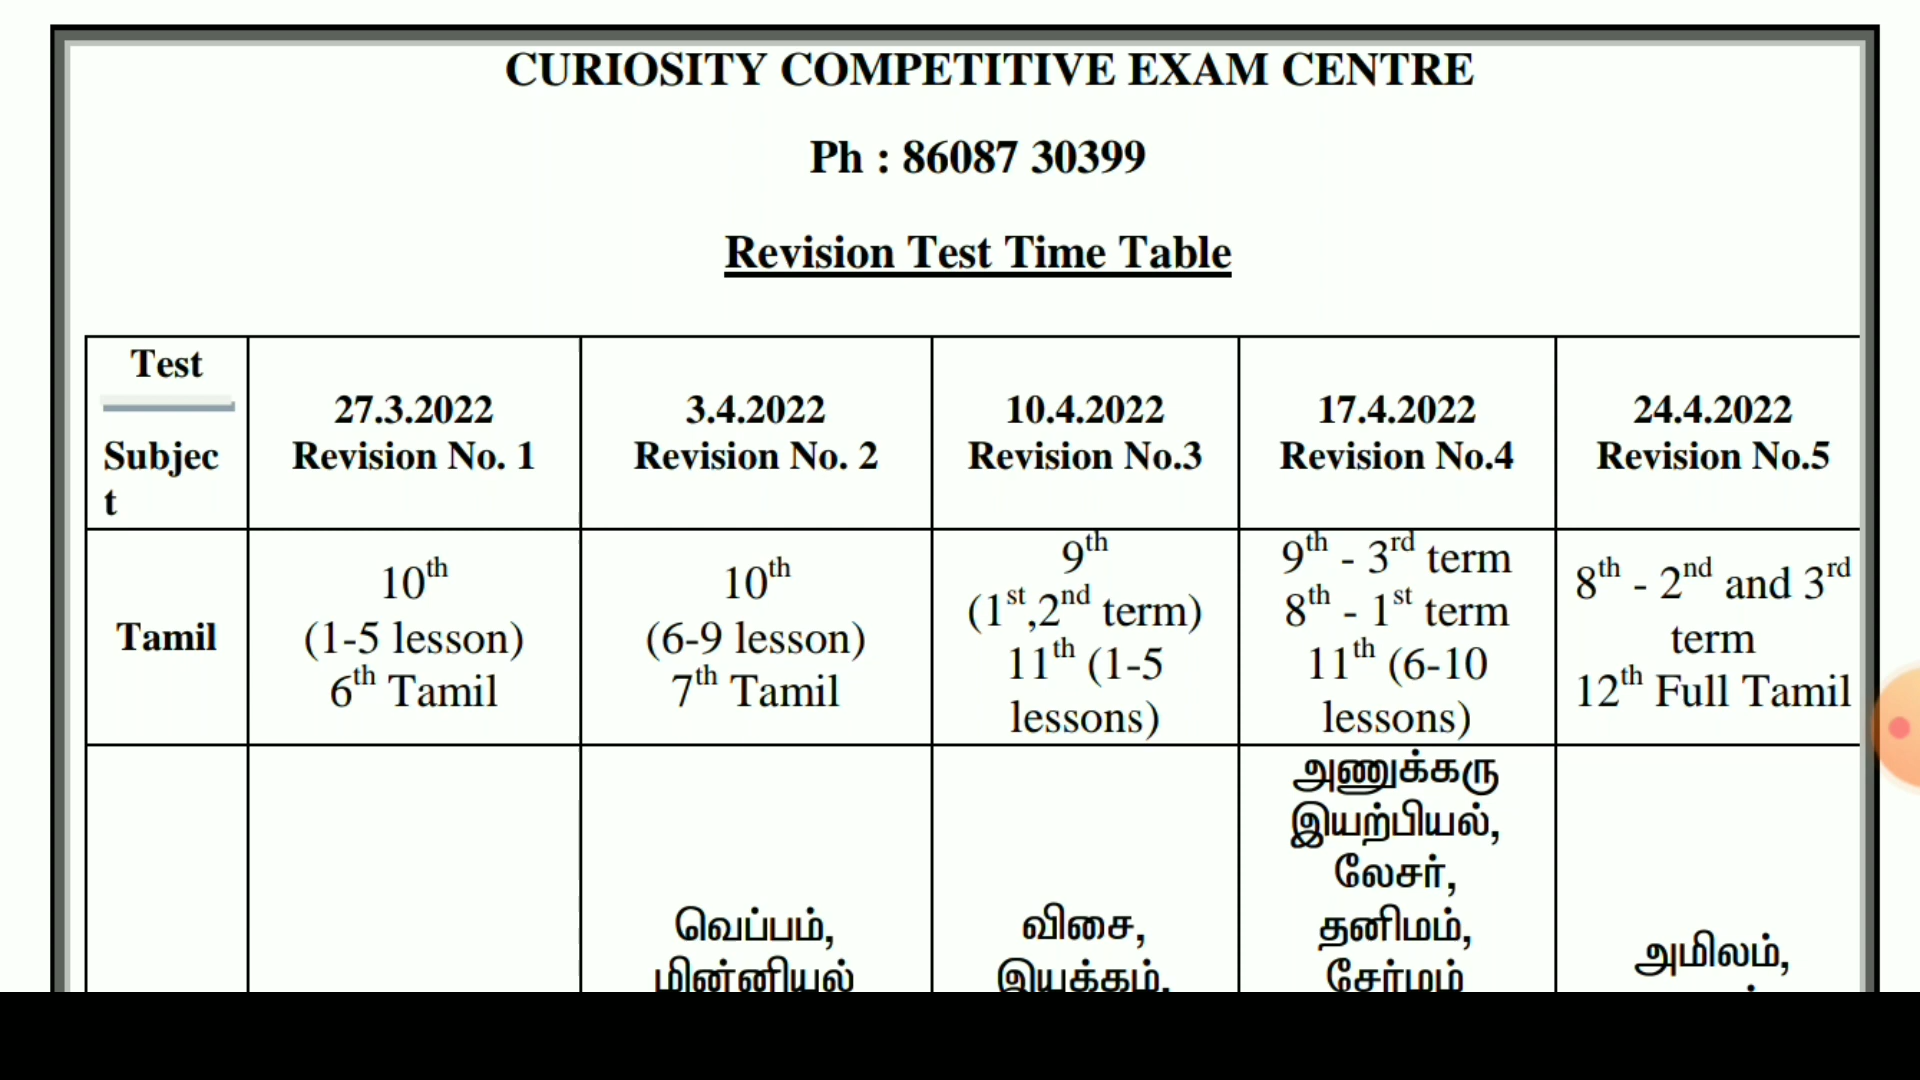 CURIOSITY COMPETITIVE EXAM CENTRE
Ph : 86087 30399
Revision Test Time Table
Test
Subjec
t
27.3.2022
Revision No. 1
3.4.2022
Revision No. 2
10.4.2022
Revision No.3
17.4.2022
Revision No.4
24.4.2022
Revision No.5
Tamil
10th
(1-5 lesson)
6th Tamil
10th
(6-9 lesson)
7th Tamil
9th
(1st,2nd term)
11th (1-5
lessons)
9th - 3rd term
8th - 1st term
11th (6-10
lessons)
8th - 2nd and 3rd
term
12th Full Tamil
வெப்பம்,
மின்னியல்
விசை,
இயக்கம்,
அணுக்கரு
இயற்பியல்,
லேசர்,
தனிமம்,
சேர்மம்
அமிலம்,